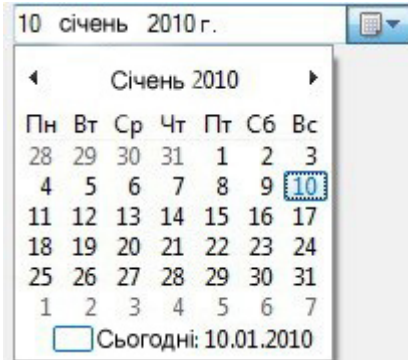 10 січень 2010 г.
Січень 2010
Пн Вт Ср Чт Пт Сб Вс
28 29 30 31 1 2 3
4 5 6 7 8 9 10
11 12 13 14 15 16 17
18 19 20 21 22 23 24
25 26 27 28 29 30 31
1 2 3 4 5 6 7
Сьогодні: 10.01.2010